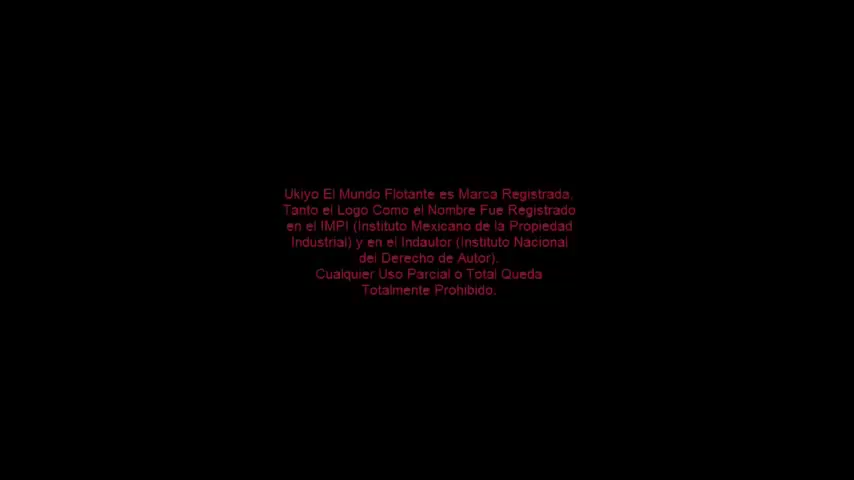 Ukiyo El Mundo Flotante es Marca Registrada.
Tanto el Logo Como el Nombre Fue Registrado
en el IMPI (Instituto Mexicano de la Propiedad
Industrial) y en el Indautor (Instituto Nacional
del Derecho de Autor).
Cualquier Uso Parcial o Total Queda
Totalmente Prohibido.